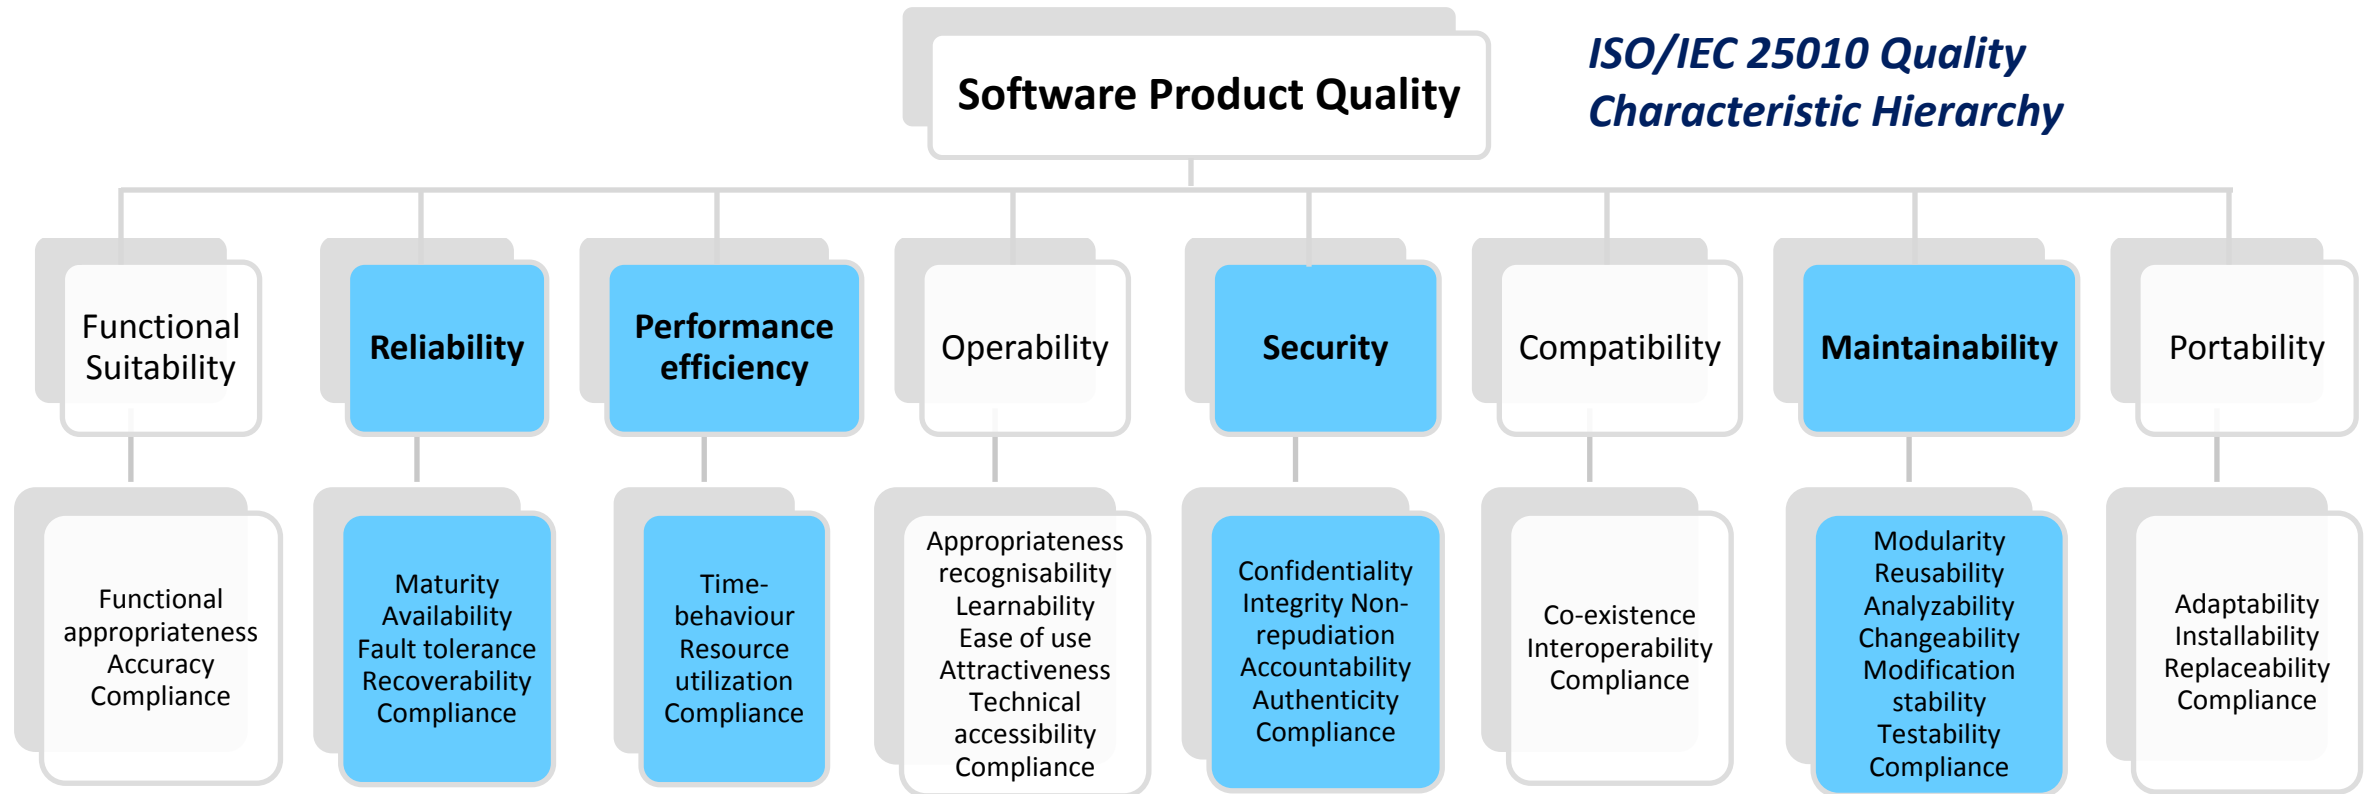 Software Product Quality
ISO/IEC 25010 Quality
Characteristic Hierarchy
Functional
Suitability
Reliability
Performance
efficiency
Operability
Security
Compatibility
Maintainability
Portability
Functional
appropriateness
Accuracy
Compliance
Maturity
Availability
Fault tolerance
Recoverability
Compliance
Time-
behaviour
Resource
utilization
Compliance
Appropriateness
recognisability
Learnability
Ease of use
Attractiveness
Technical
accessibility
Compliance
Confidentiality
Integrity Non-
repudiation
Accountability
Authenticity
Compliance
Co-existence
Interoperability
Compliance
Modularity
Reusability
Analyzability
Changeability
Modification
stability
Testability
Compliance
Adaptability
Installability
Replaceability
Compliance